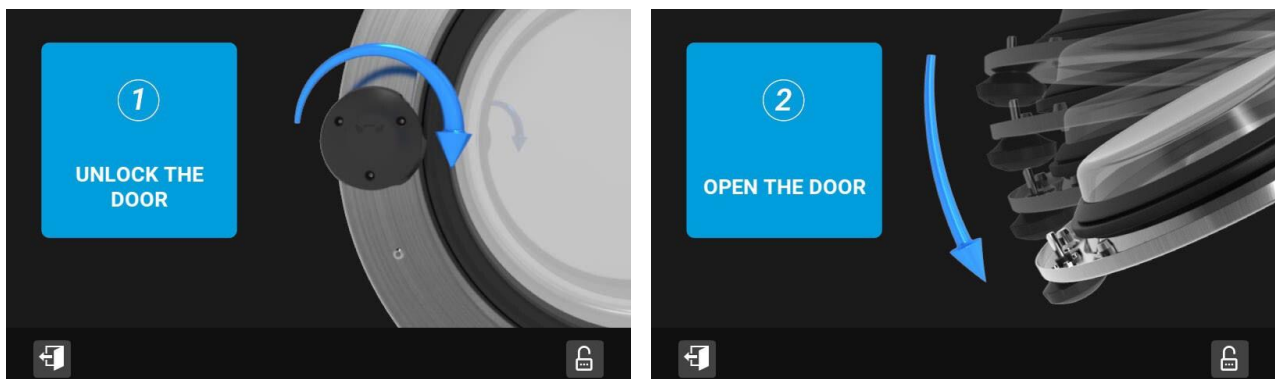 1
UNLOCK THE
DOOR
2
OPEN THE DOOR